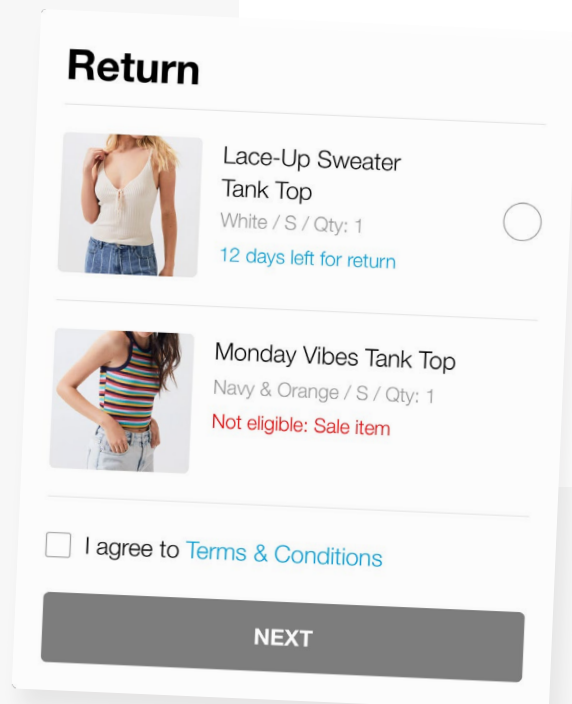 Return
Lace-Up Sweater
Tank Top
White / S / Qty: 1
12 days left for return
Monday Vibes Tank Top
Navy & Orange / S / Qty: 1
Not eligible: Sale item
I agree to Terms & Conditions
NEXT